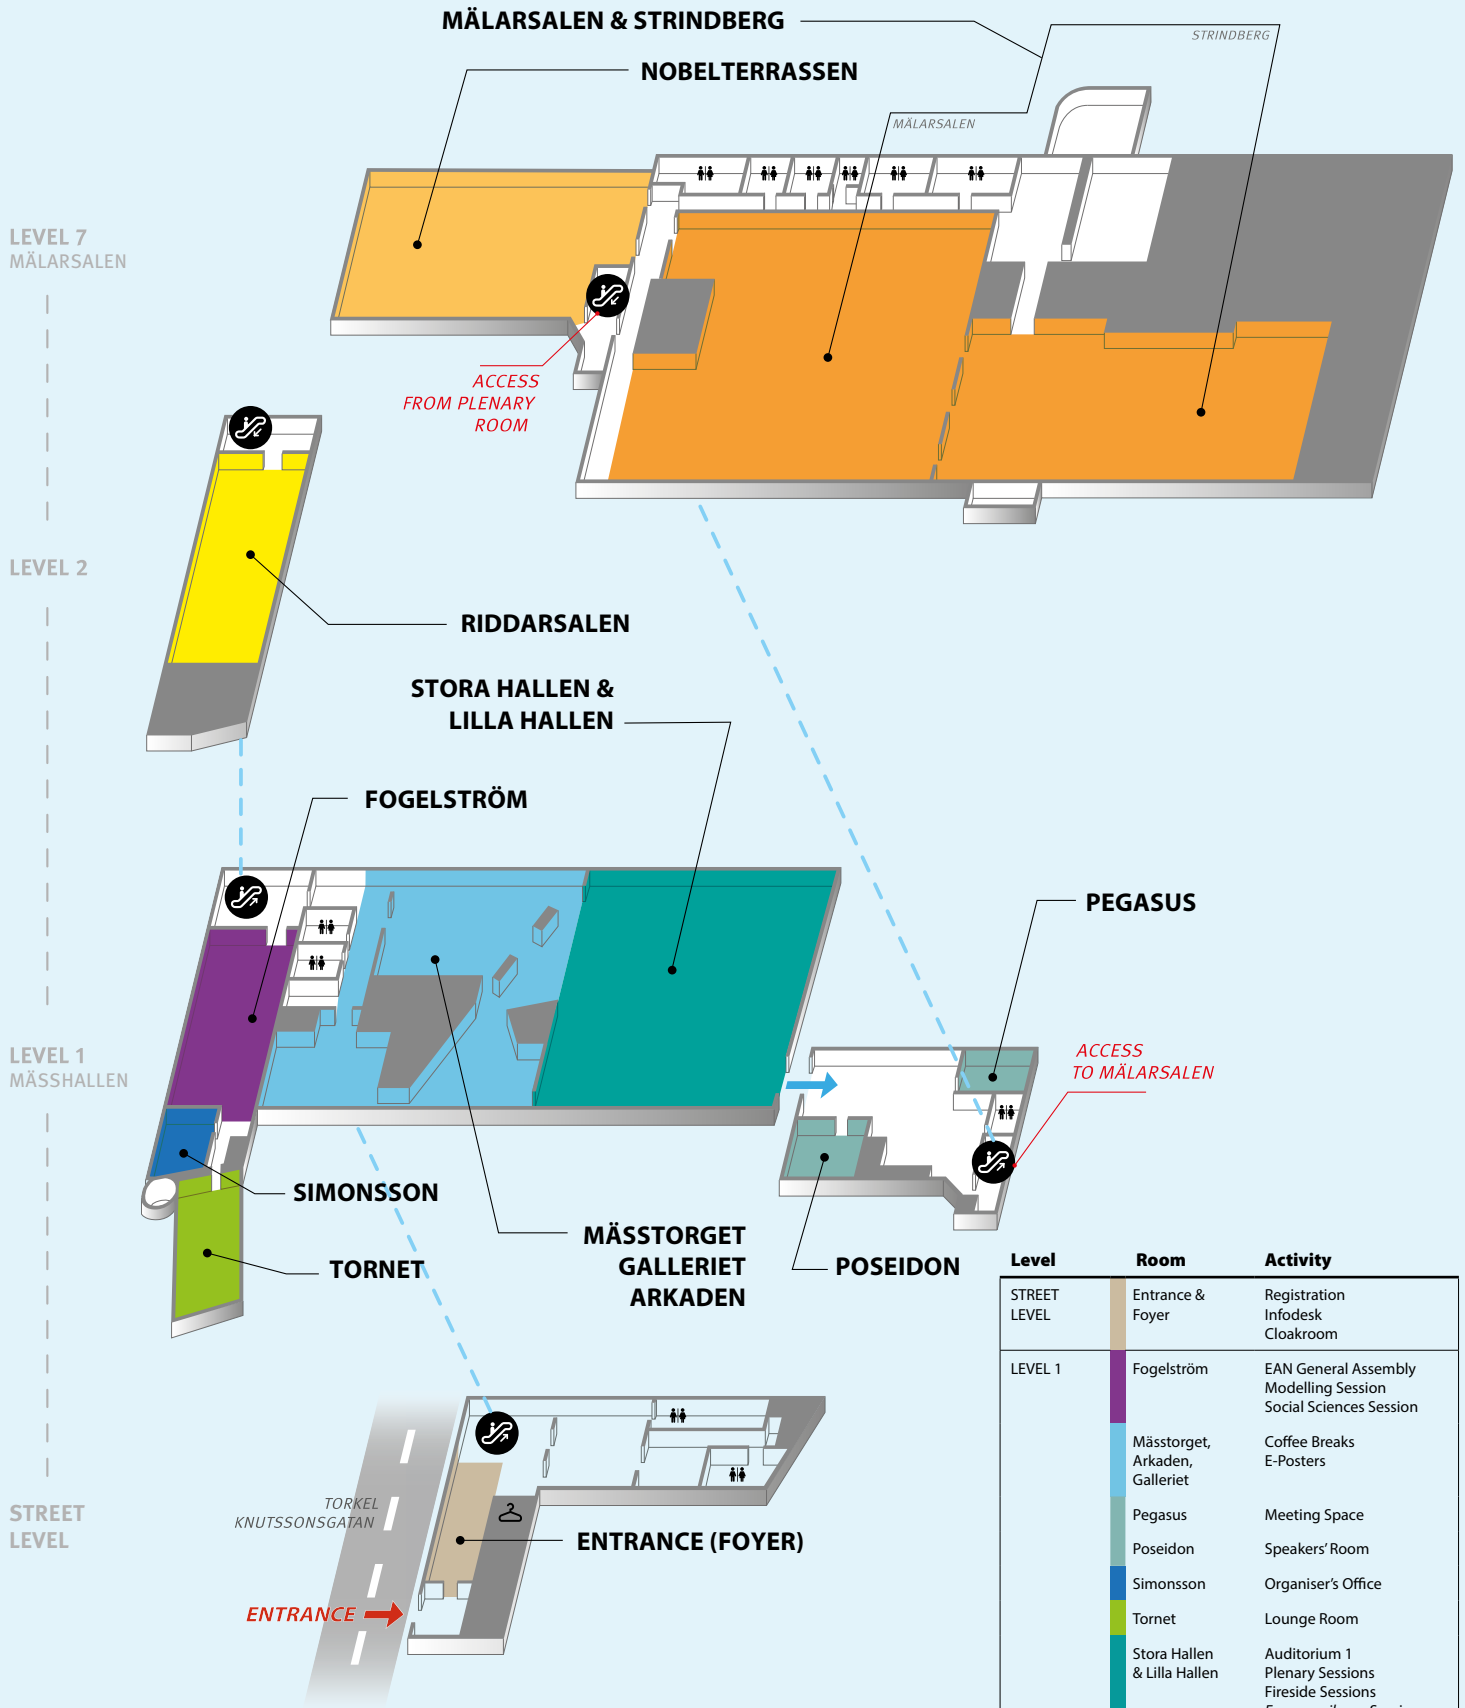 MÄLARSALEN & STRINDBERG
STRINDBERG
NOBELTERRASSEN
MÄLARSALEN
LEVEL 7
MÄLARSALEN
ACCESS
FROM PLENARY
ROOM
LEVEL 2
RIDDARSALEN
STORA HALLEN &
LILLA HALLEN
FOGELSTRÖM
PEGASUS
LEVEL 1
MÄSSHALLEN
ACCESS
TO MÄLARSALEN
SIMONSSON
MÄSSTORGET
GALLERIET
ARKADEN
TORNET
POSEIDON
Level Room Activity
STREET LEVEL Entrance & Foyer Registration
Infodesk
Cloakroom
LEVEL 1 Fogelström EAN General Assembly
Modelling Session
Social Sciences Session
Mässtorget, Coffee Breaks
Arkaden, E-Posters
Galleriet
Pegasus Meeting Space
Poseidon Speakers' Room
Simonsson Organiser's Office
Tornet Lounge Room
Stora Hallen Auditorium 1
& Lilla Hallen Plenary Sessions
Fireside Sessions
STREET
LEVEL
TORKEL
KNUTSSONSGATAN
ENTRANCE (FOYER)
ENTRANCE